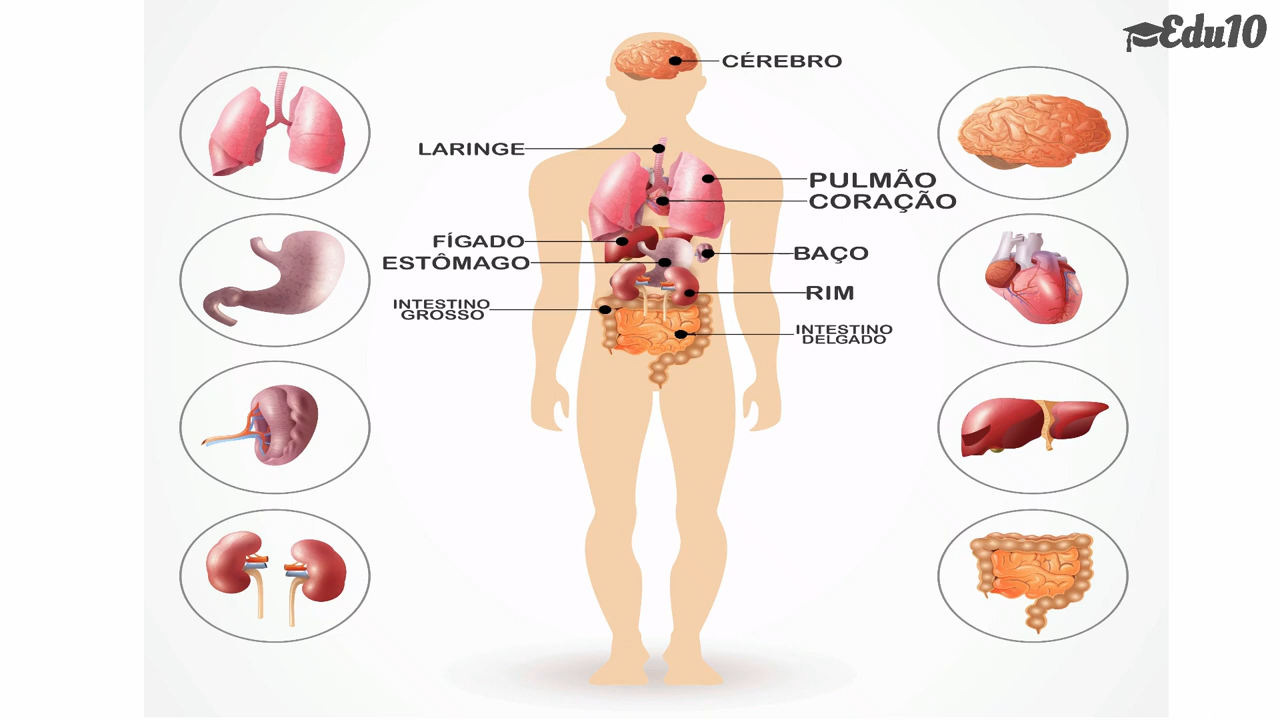 Edu10
CÉREBRO
LARINGE
PULMÃO
CORAÇÃO
FÍGADO
ESTÔMAGO
BAÇO
RIM
INTESTINO
GROSSO
INTESTINO
DELGADO